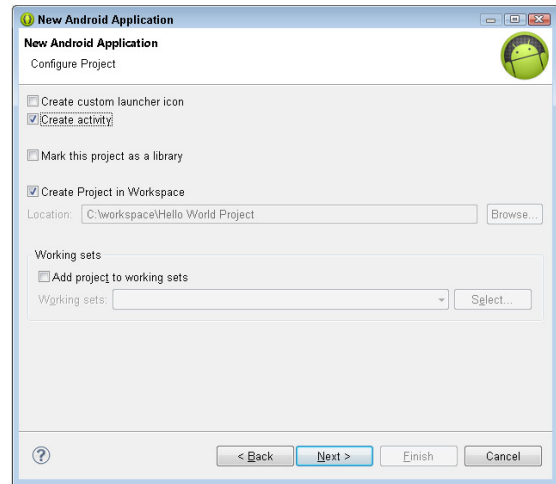 New Android Application
New Android Application
Configure Project
Create custom launcher icon
Create activity
Mark this project as a library
Create Project in Workspace
Location: C:\workspace\Hello World Project Browse...
Working sets
Add project to working sets
Working sets: Select...
? < Back Next > Finish Cancel